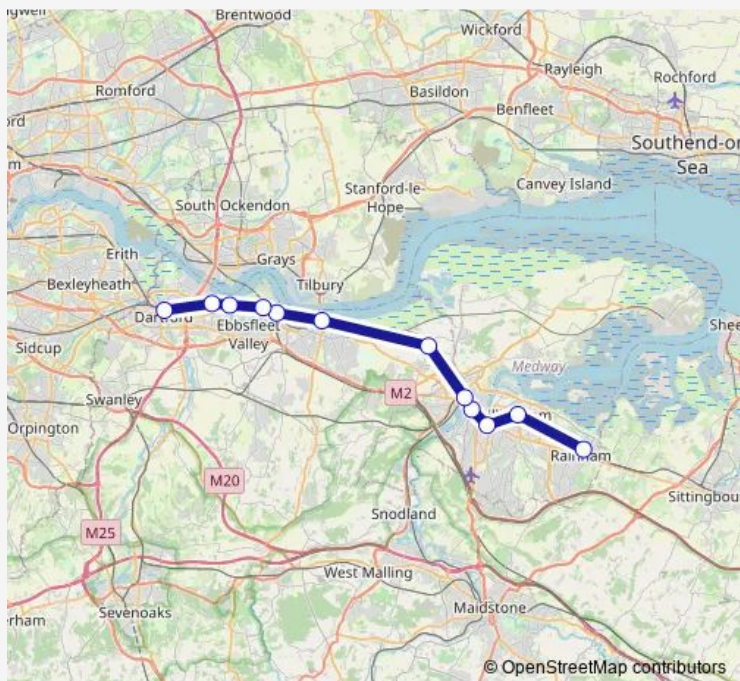 Brentwood
Wickford
Rayleigh
Rochford
Romford
Basildon
Benfleet
Southend-on
Sea
Stanford-le
Hope
Canvey Island
South Ockendon
Erith
Grays
Tilbury
Bexleyheath
Ebbsfleet
Valley
Sidcup
Medway
M2
Swanley
Orpington
Rainham
M20
Sittingbou
Snodland
M25
West Malling
Sevenoaks
Maidstone
© OpenStreetMap contributors